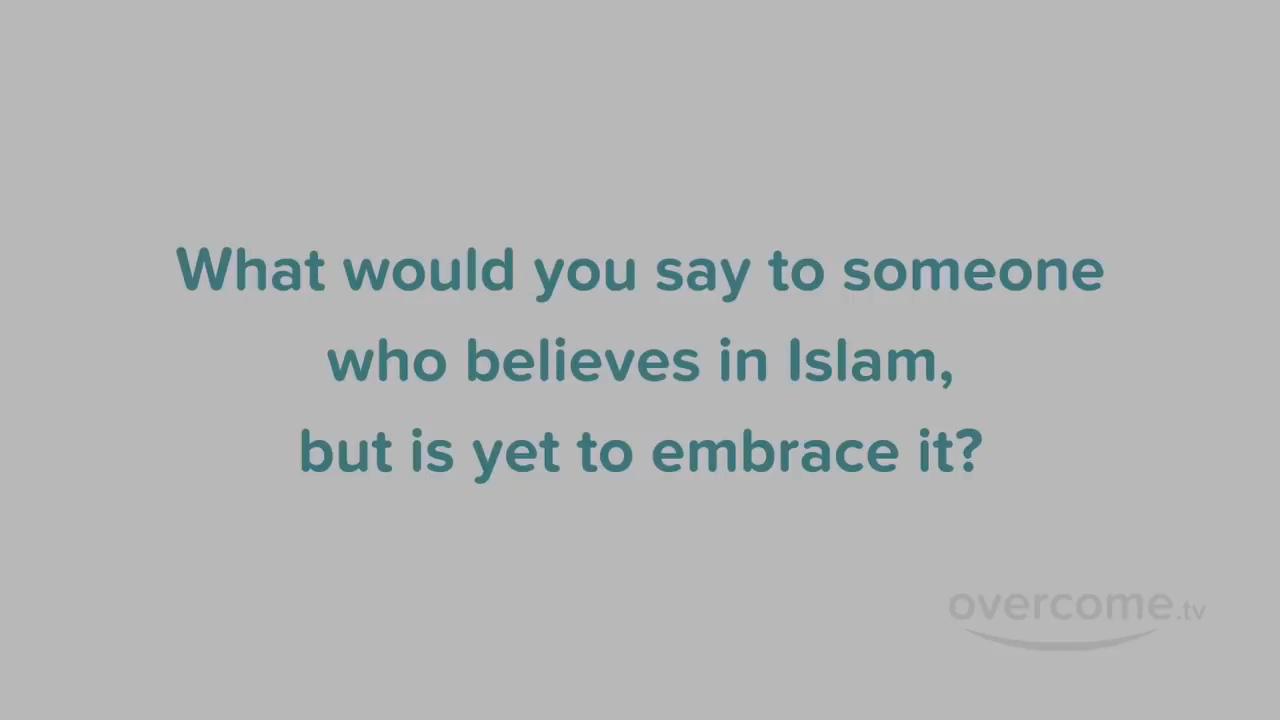 What would you say to someone
who believes in Islam,
but is yet to embrace it?
overcome.tv